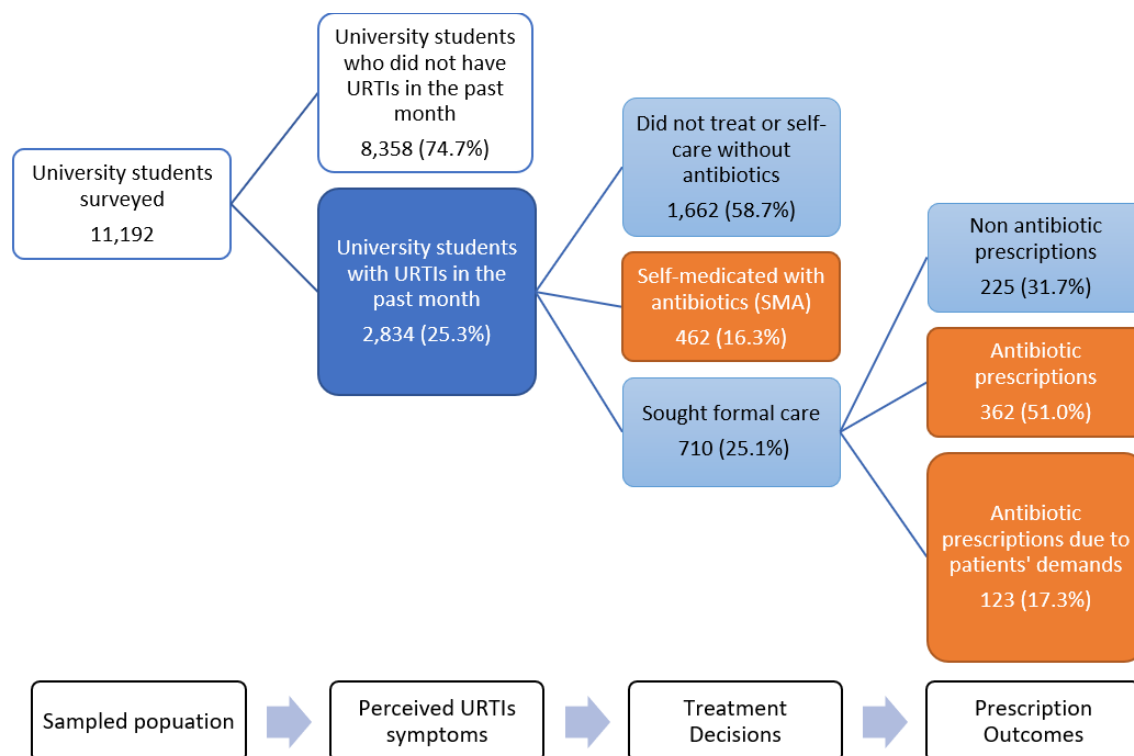 University students
surveyed
11,192
University students
who did not have
URTIs in the past
month
8,358 (74.7%)
University students
with URTIs in the
past month
2,834 (25.3%)
Did not treat or self-
care without
antibiotics
1,662 (58.7%)
Self-medicated with
antibiotics (SMA)
462 (16.3%)
Sought formal care
710 (25.1%)
Non antibiotic
prescriptions
225 (31.7%)
Antibiotic
prescriptions
362 (51.0%)
Antibiotic
prescriptions due to
patients' demands
123 (17.3%)
Sampled popuation
Perceived URTIs
symptoms
Treatment
Decisions
Prescription
Outcomes